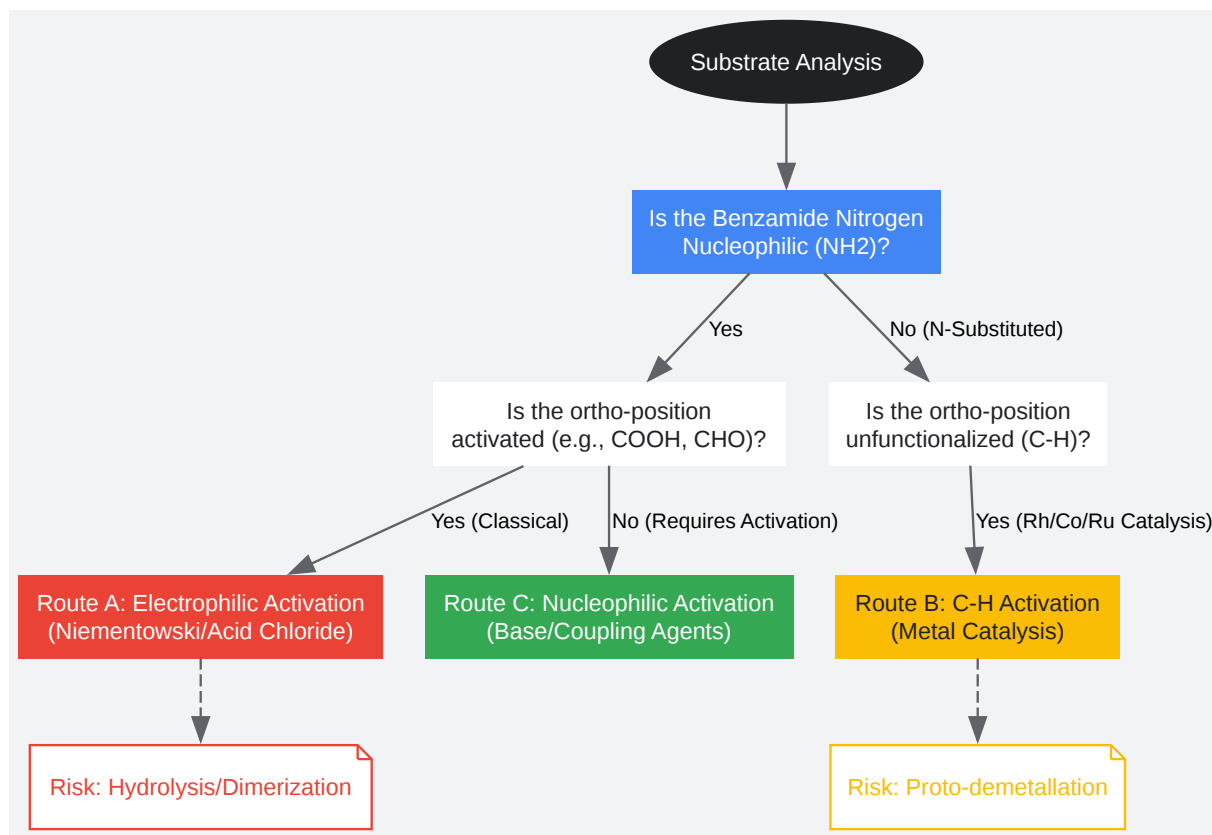 Substrate Analysis
Is the Benzamide Nitrogen
Nucleophilic (NH2)?
Yes
No (N-Substituted)
Is the ortho-position
activated (e.g., COOH, CHO)?
Is the ortho-position
unfunctionalized (C-H)?
Yes (Classical)
No (Requires Activation)
Yes (Rh/Co/Ru Catalysis)
Route A: Electrophilic Activation
(Niementowski/Acid Chloride)
Route C: Nucleophilic Activation
(Base/Coupling Agents)
Route B: C-H Activation
(Metal Catalysis)
Risk: Hydrolysis/Dimerization
Risk: Proto-demetallation